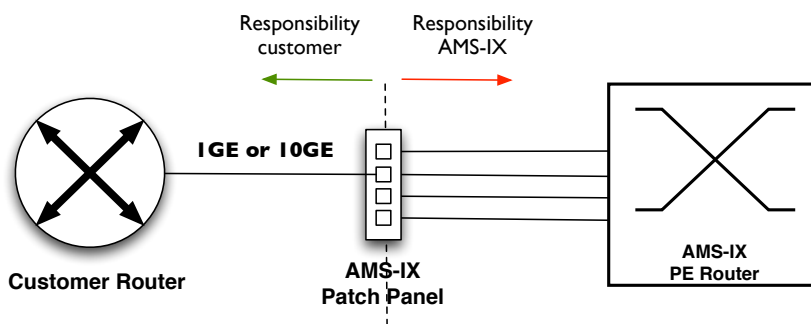 Responsibility
customer
Responsibility
AMS-IX
1GE or 10GE
Customer Router
AMS-IX
Patch Panel
AMS-IX
PE Router